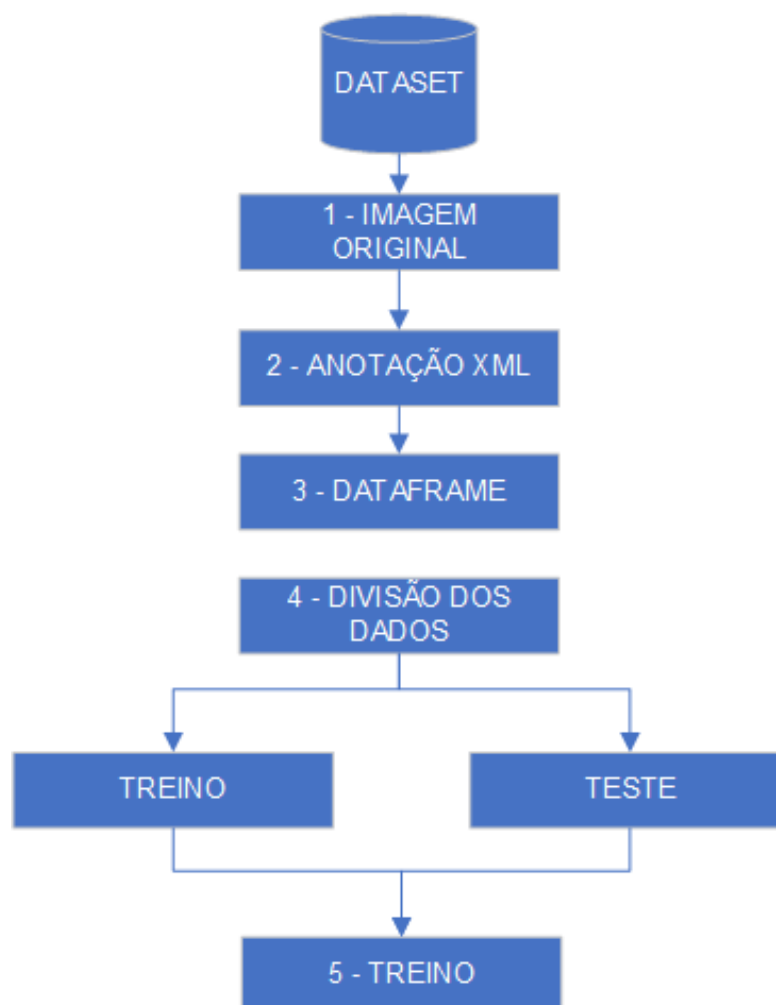 DATASET
1 - IMAGEM
ORIGINAL
2 - ANOTAÇÃO XML
3 - DATAFRAME
4 - DIVISÃO DOS
DADOS
TREINO
TESTE
5 - TREINO